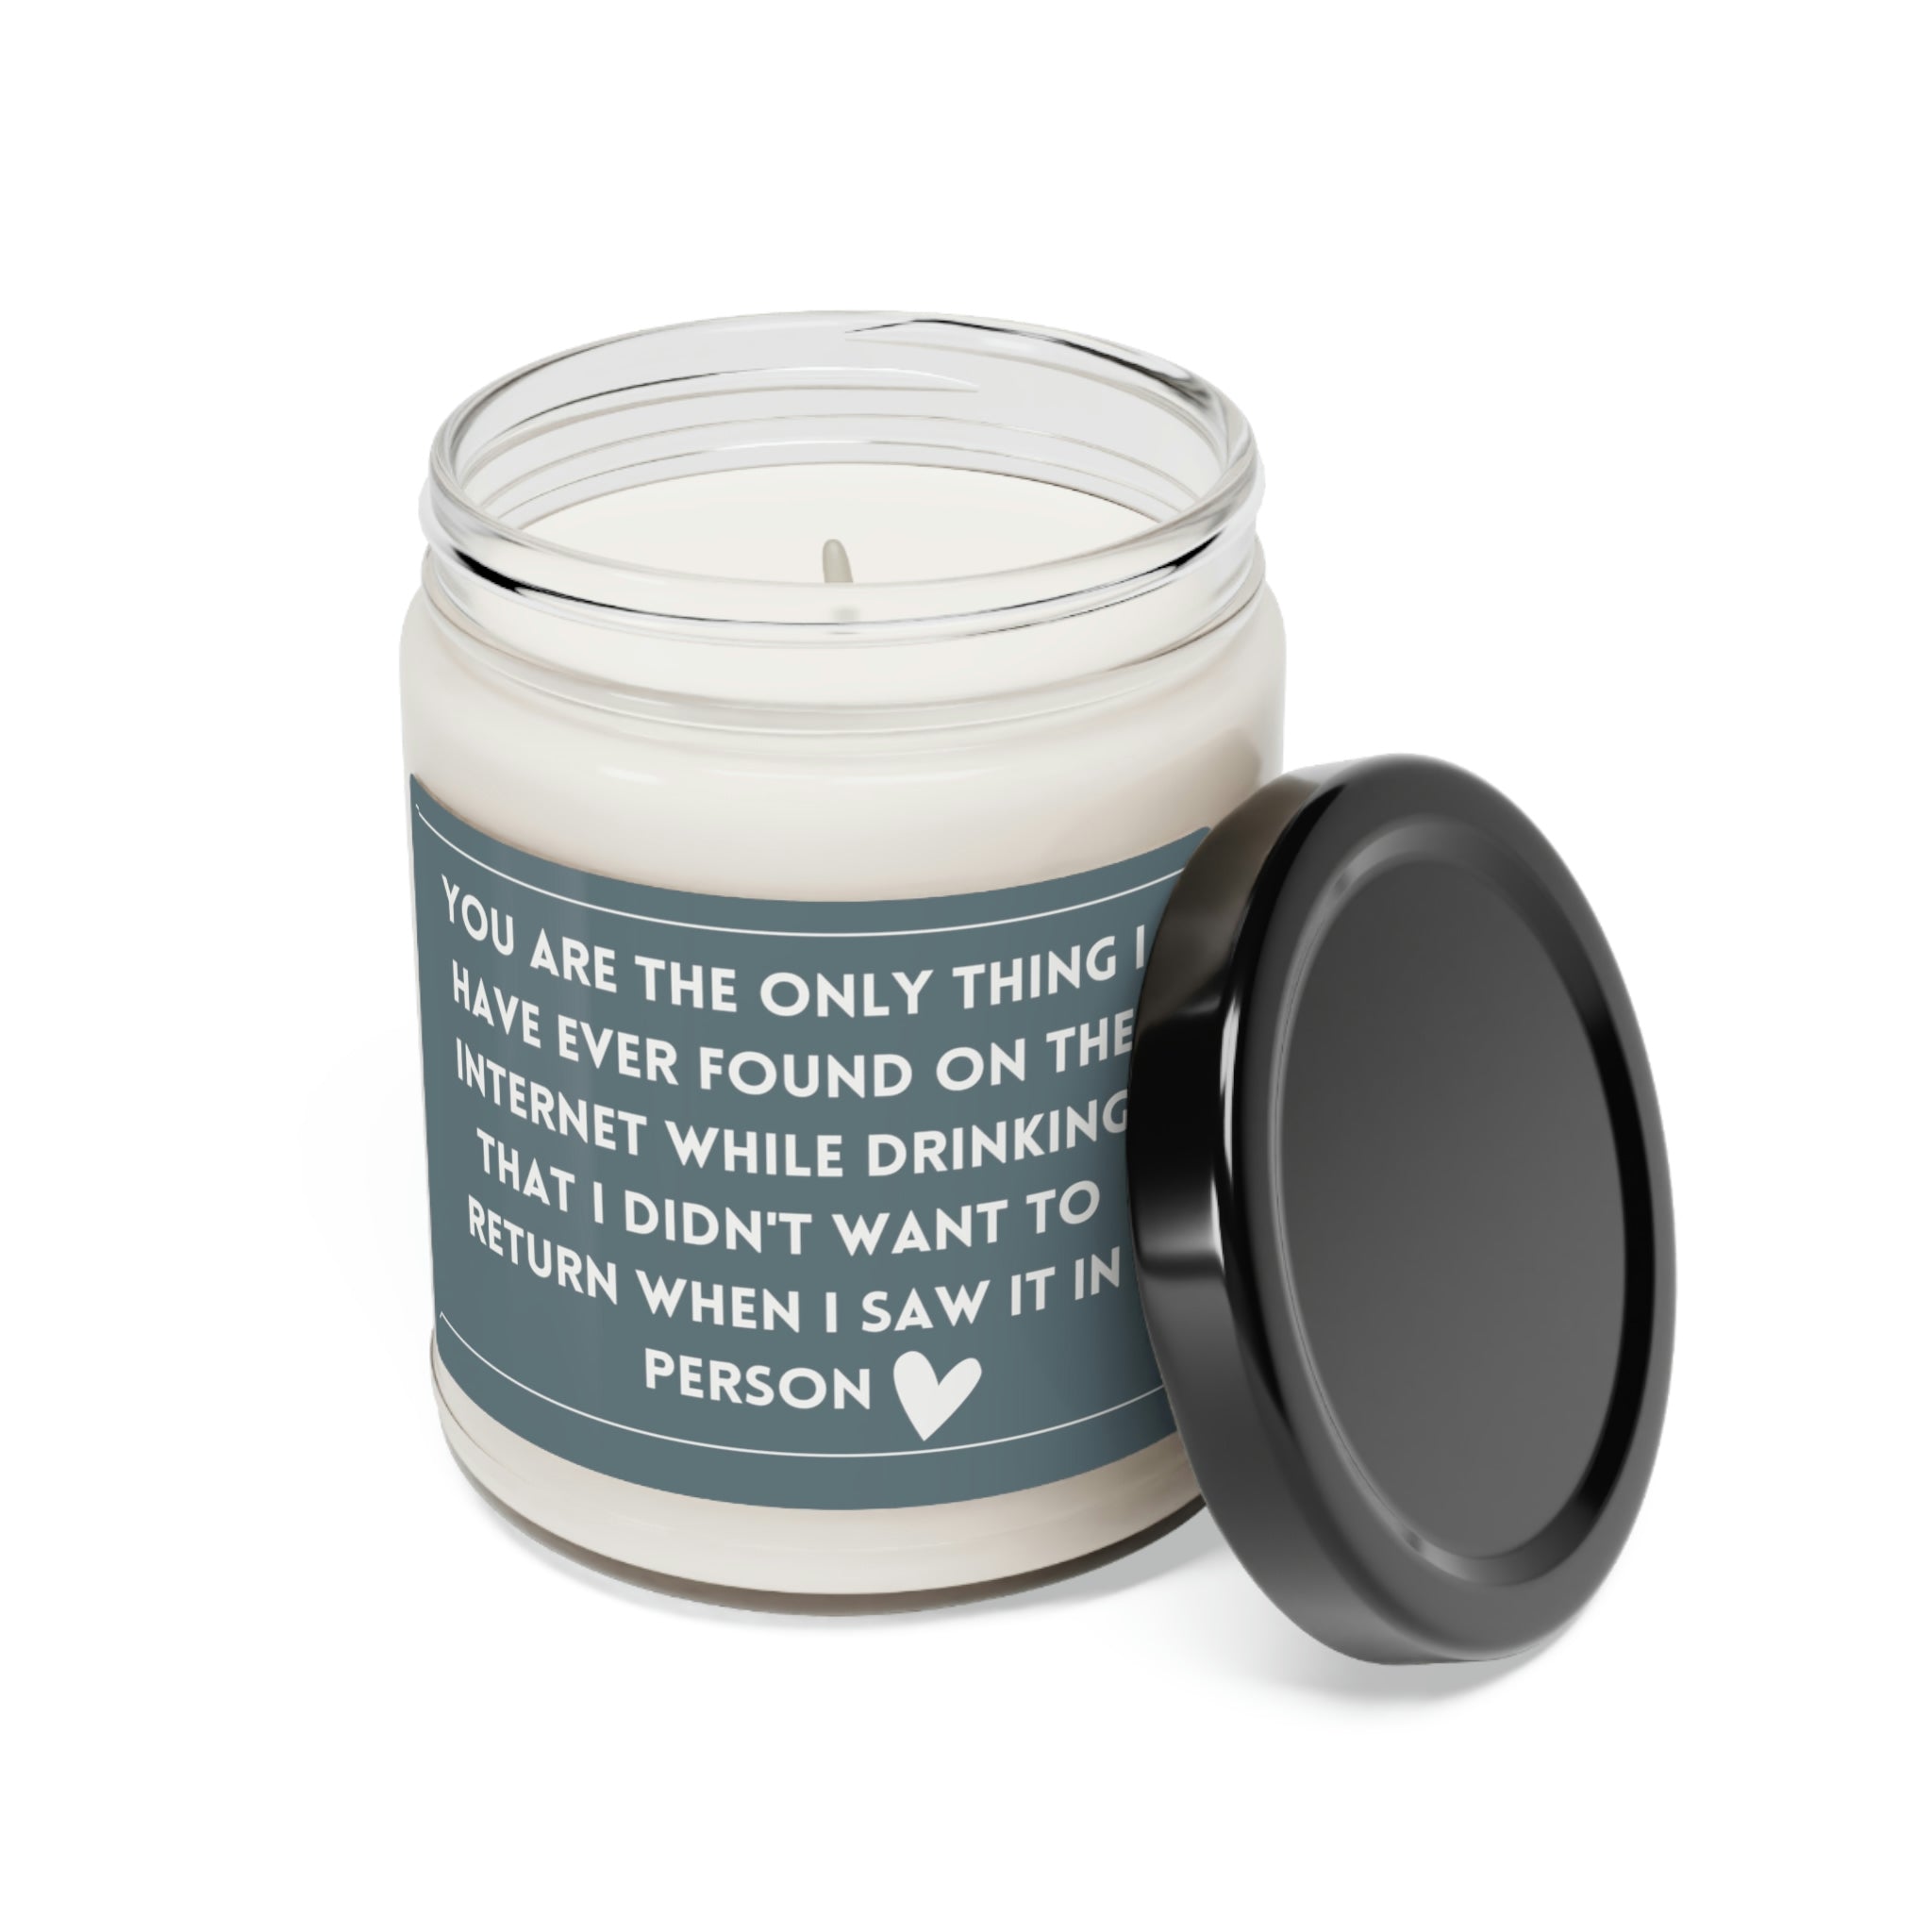 YOU ARE THE ONLY THING I
HAVE EVER FOUND ON THE
INTERNET WHILE DRINKING
THAT I DIDN'T WANT TO
RETURN WHEN I SAW IT IN
PERSON